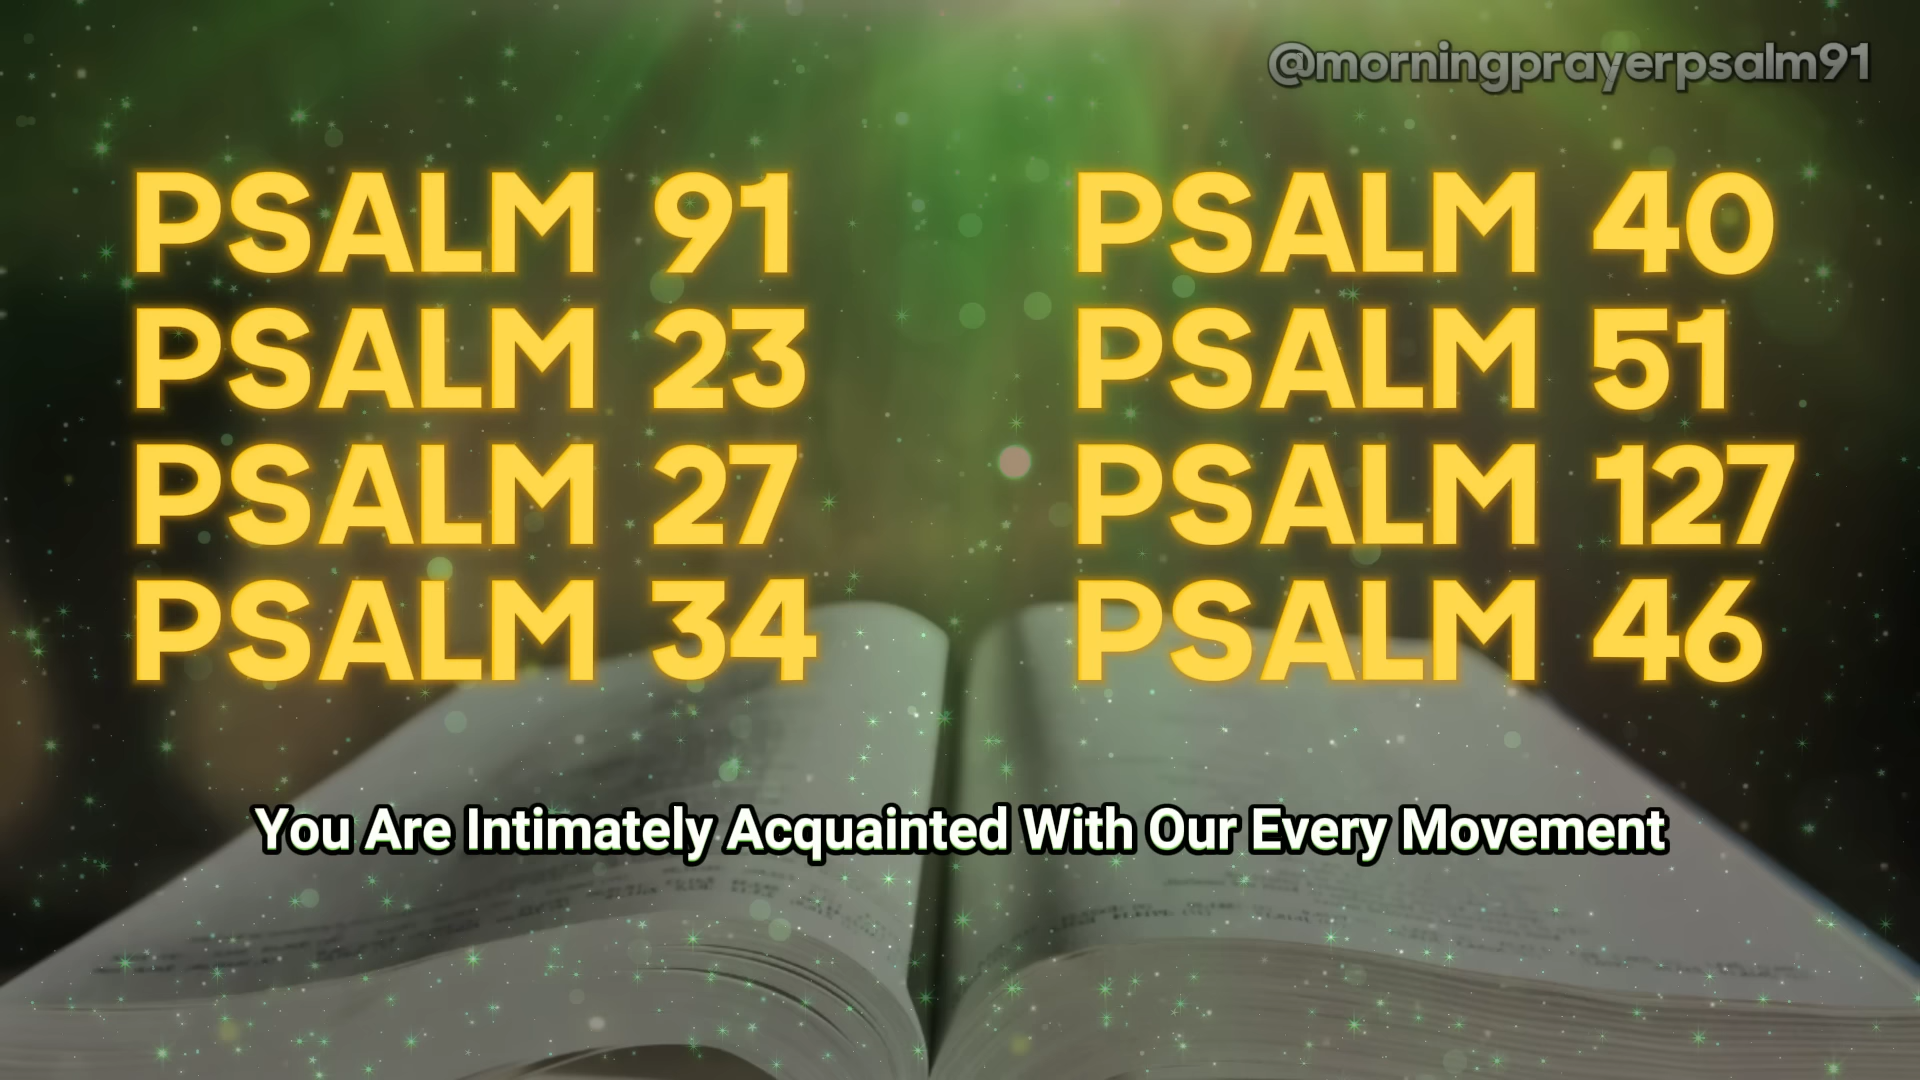 @morningprayerpsalm91
PSALM 91
PSALM 23
PSALM 27
PSALM 34
PSALM 40
PSALM 51
PSALM 127
PSALM 46
You Are Intimately Acquainted With Our Every Movement